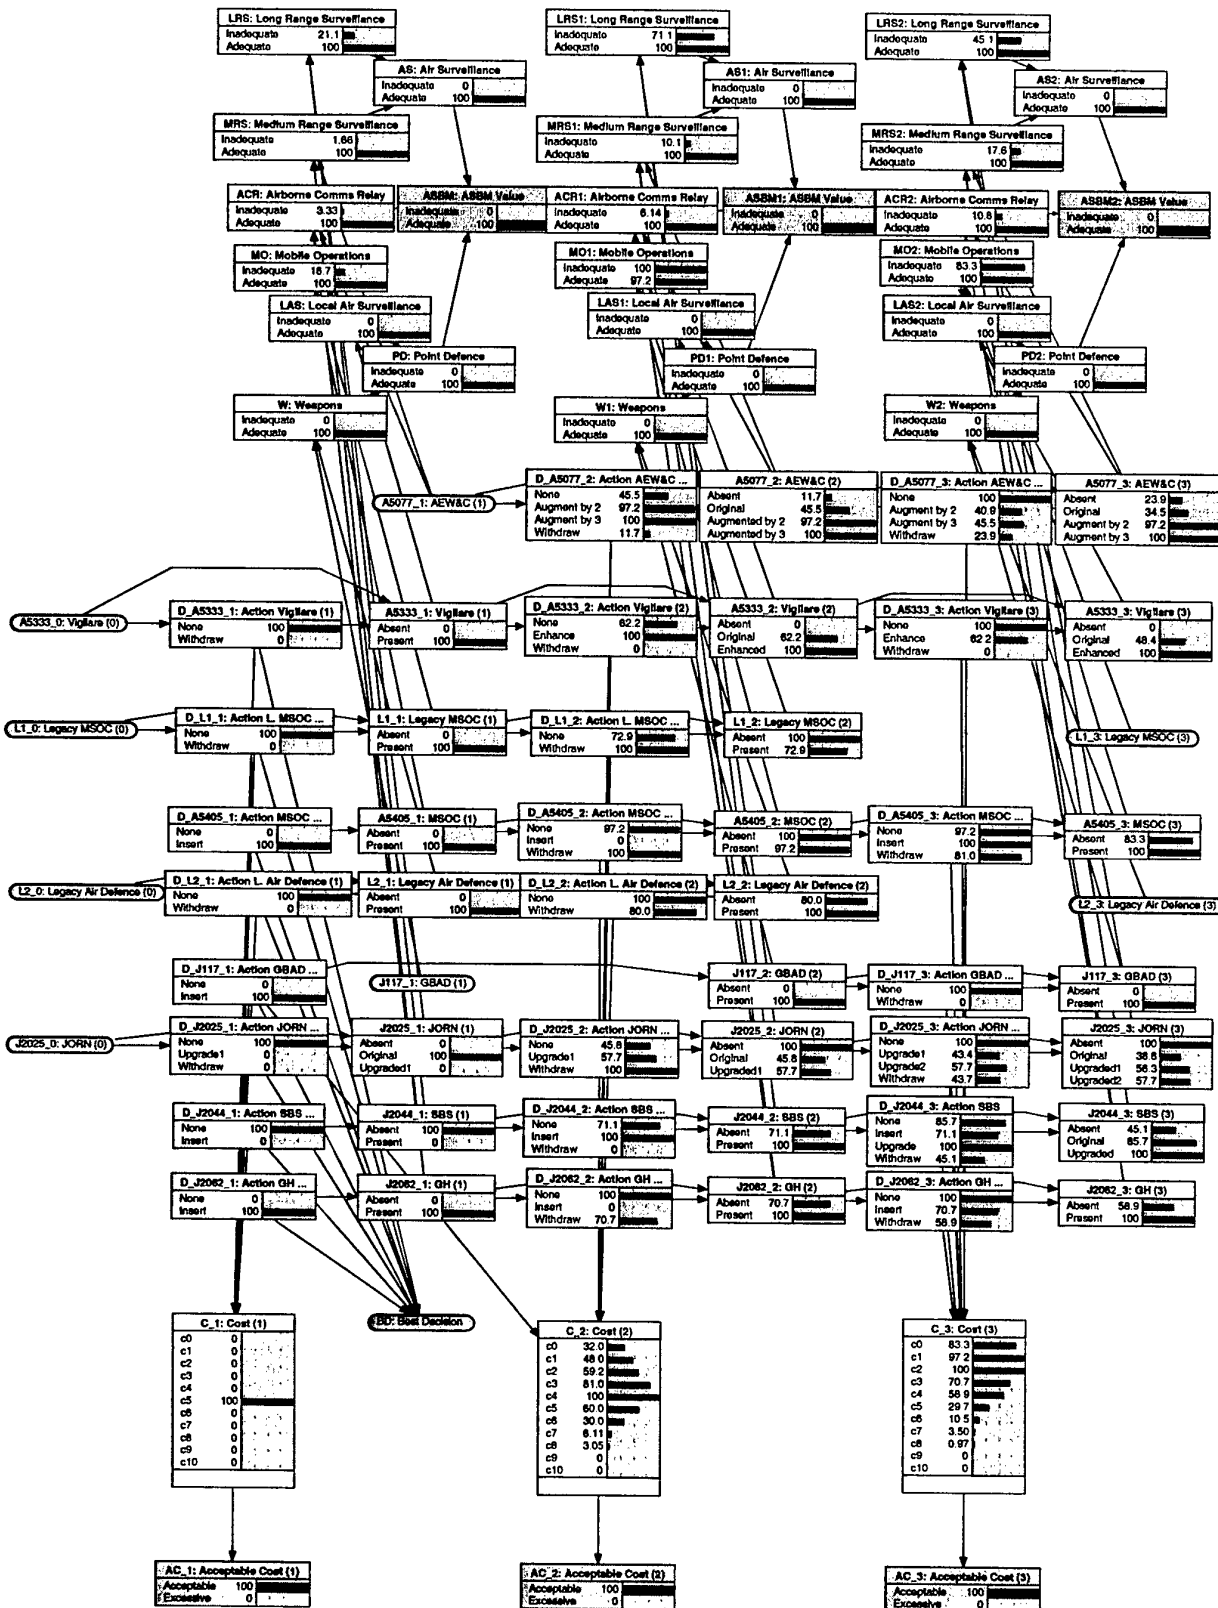 LRS: Long Range Surveillance
Inadequate 21.1
Adequate 100
AS: Air Surveillance
Inadequate 0
Adequate 100
MRS: Medium Range Surveillance
Inadequate 1.66
Adequate 100
ACR: Airborne Comms Relay
Inadequate 3.33
Adequate 100
ASBM: ASBM Value
Inadequate 0
Adequate 100
MO: Mobile Operations
Inadequate 16.7
Adequate 100
LAS: Local Air Surveillance
Inadequate 0
Adequate 100
PD: Point Defence
Inadequate 0
Adequate 100
W: Weapons
Inadequate 0
Adequate 100
LRS1: Long Range Surveillance
Inadequate 71.1
Adequate 100
AS1: Air Surveillance
Inadequate 0
Adequate 100
MRS1: Medium Range Surveillance
Inadequate 10.1
Adequate 100
ACR1: Airborne Comms Relay
Inadequate 6.14
Adequate 100
ASBM1: ASBM Value
Inadequate 0
Adequate 100
MO1: Mobile Operations
Inadequate 100
Adequate 97.2
LAS1: Local Air Surveillance
Inadequate 0
Adequate 100
PD1: Point Defence
Inadequate 0
Adequate 100
W1: Weapons
Inadequate 0
Adequate 100
LRS2: Long Range Surveillance
Inadequate 45.1
Adequate 100
AS2: Air Surveillance
Inadequate 0
Adequate 100
MRS2: Medium Range Surveillance
Inadequate 17.6
Adequate 100
ACR2: Airborne Comms Relay
Inadequate 10.8
Adequate 100
ASBM2: ASBM Value
Inadequate 0
Adequate 100
MO2: Mobile Operations
Inadequate 83.3
Adequate 100
LAS2: Local Air Surveillance
Inadequate 0
Adequate 100
PD2: Point Defence
Inadequate 0
Adequate 100
W2: Weapons
Inadequate 0
Adequate 100
A5077_1: AEW&C (1)
D_A5077_2: Action AEW&C ...
None 45.5
Augment by 2 97.2
Augment by 3 100
Withdraw 11.7
A5077_2: AEW&C (2)
Absent 11.7
Original 45.5
Augmented by 2 97.2
Augmented by 3 100
D_A5077_3: Action AEW&C ...
None 100
Augment by 2 40.9
Augment by 3 45.5
Withdraw 23.9
A5077_3: AEW&C (3)
Absent 23.9
Original 34.5
Augment by 2 97.2
Augment by 3 100
A5333_0: Vigilare (0)
D_A5333_1: Action Vigilare (1)
None 100
Withdraw 0
A5333_1: Vigilare (1)
Absent 0
Present 100
D_A5333_2: Action Vigilare (2)
None 62.2
Enhance 100
Withdraw 0
A5333_2: Vigilare (2)
Absent 0
Original 62.2
Enhanced 100
D_A5333_3: Action Vigilare (3)
None 100
Enhance 62.2
Withdraw 0
A5333_3: Vigilare (3)
Absent 0
Original 48.4
Enhanced 100
L1_0: Legacy MSOC (0)
D_L1_1: Action L. MSOC ...
None 100
Withdraw 0
L1_1: Legacy MSOC (1)
Absent 0
Present 100
D_L1_2: Action L. MSOC ...
None 72.9
Withdraw 100
L1_2: Legacy MSOC (2)
Absent 100
Present 72.9
L1_3: Legacy MSOC (3)
D_A5405_1: Action MSOC ...
None 0
Insert 100
A5405_1: MSOC (1)
Absent 0
Present 100
D_A5405_2: Action MSOC ...
None 97.2
Insert 0
Withdraw 100
A5405_2: MSOC (2)
Absent 100
Present 97.2
D_A5405_3: Action MSOC ...
None 97.2
Insert 100
Withdraw 81.0
A5405_3: MSOC (3)
Absent 83.3
Present 100
L2_0: Legacy Air Defence (0)
D_L2_1: Action L. Air Defence (1)
None 100
Withdraw 0
L2_1: Legacy Air Defence (1)
Absent 0
Present 100
D_L2_2: Action L. Air Defence (2)
None 100
Withdraw 80.0
L2_2: Legacy Air Defence (2)
Absent 80.0
Present 100
L2_3: Legacy Air Defence (3)
D_J117_1: Action GBAD ...
None 0
Insert 100
J117_1: GBAD (1)
J117_2: GBAD (2)
Absent 0
Present 100
D_J117_3: Action GBAD ...
None 100
Withdraw 0
J117_3: GBAD (3)
Absent 0
Present 100
J2025_0: JORN (0)
D_J2025_1: Action JORN ...
None 100
Upgrade1 0
Withdraw 0
J2025_1: JORN (1)
Absent 0
Original 100
Upgraded1 0
D_J2025_2: Action JORN ...
None 45.8
Upgrade1 57.7
Withdraw 100
J2025_2: JORN (2)
Absent 100
Original 45.8
Upgraded1 57.7
D_J2025_3: Action JORN ...
None 100
Upgrade1 43.4
Upgrade2 57.7
Withdraw 43.7
J2025_3: JORN (3)
Absent 100
Original 38.6
Upgraded1 56.3
Upgraded2 57.7
D_J2044_1: Action SBS ...
None 100
Insert 0
J2044_1: SBS (1)
Absent 100
Present 0
D_J2044_2: Action SBS ...
None 71.1
Insert 100
Withdraw 0
J2044_2: SBS (2)
Absent 71.1
Present 100
D_J2044_3: Action SBS
None 85.7
Insert 71.1
Upgrade 100
Withdraw 45.1
J2044_3: SBS (3)
Absent 45.1
Original 85.7
Upgraded 100
D_J2062_1: Action GH ...
None 0
Insert 100
J2062_1: GH (1)
Absent 0
Present 100
D_J2062_2: Action GH ...
None 100
Insert 0
Withdraw 70.7
J2062_2: GH (2)
Absent 70.7
Present 100
D_J2062_3: Action GH ...
None 100
Insert 70.7
Withdraw 58.9
J2062_3: GH (3)
Absent 58.9
Present 100
C_1: Cost (1)
c0 0
c1 0
c2 0
c3 0
c4 0
c5 100
c6 0
c7 0
c8 0
c9 0
c10 0
BD: Best Decision
C_2: Cost (2)
c0 32.0
c1 48.0
c2 59.2
c3 81.0
c4 100
c5 60.0
c6 30.0
c7 6.11
c8 3.05
c9 0
c10 0
C_3: Cost (3)
c0 83.3
c1 97.2
c2 100
c3 70.7
c4 58.9
c5 29.7
c6 10.5
c7 3.50
c8 0.97
c9 0
c10 0
AC_1: Acceptable Cost (1)
Acceptable 100
Excessive 0
AC_2: Acceptable Cost (2)
Acceptable 100
Excessive 0
AC_3: Acceptable Cost (3)
Acceptable 100
Excessive 0